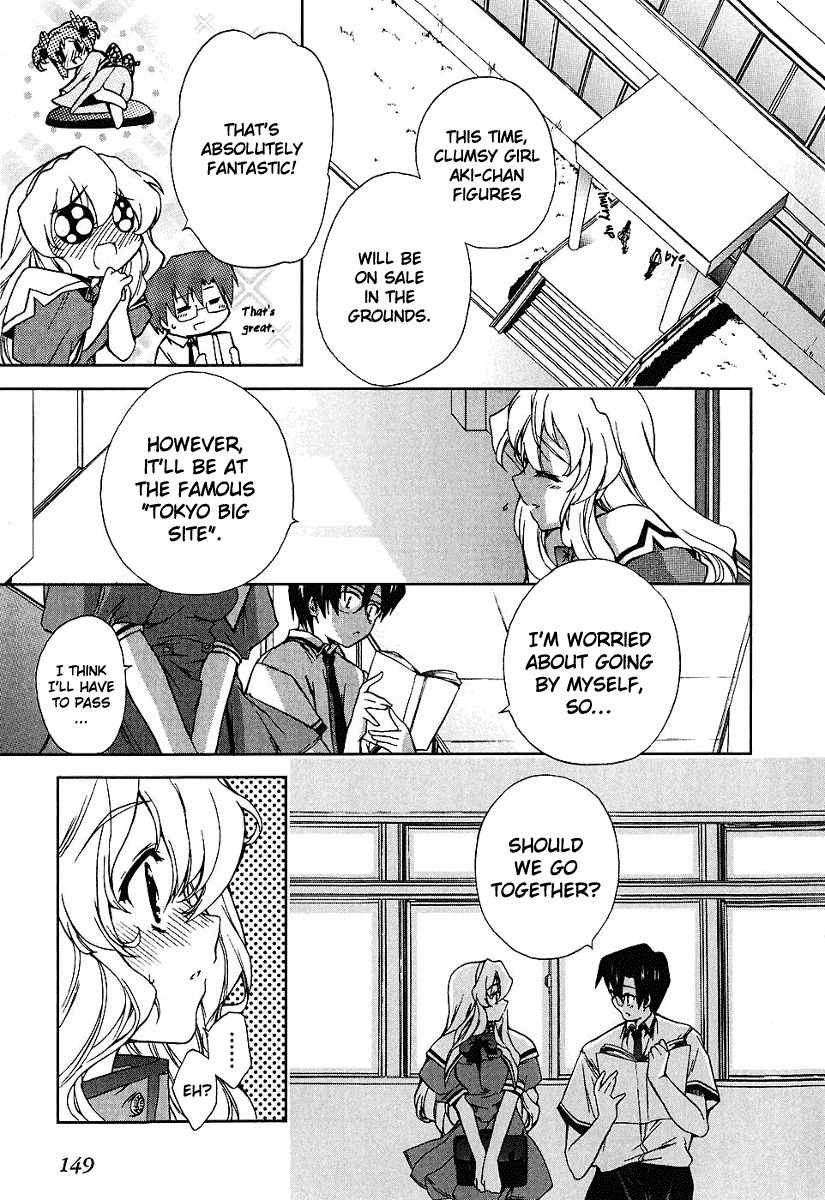 THIS TIME,
CLUMSY GIRL
AKI-CHAN
FIGURES
WILL BE
ON SALE
IN THE
GROUNDS.
hurry up
bye
THAT'S
ABSOLUTELY
FANTASTIC!
That's
great.
HOWEVER,
IT'LL BE AT
THE FAMOUS
"TOKYO BIG
SITE".
I'M WORRIED
ABOUT GOING
BY MYSELF,
SO...
I THINK
I'LL HAVE
TO PASS
...
SHOULD
WE GO
TOGETHER?
......
EH?
149